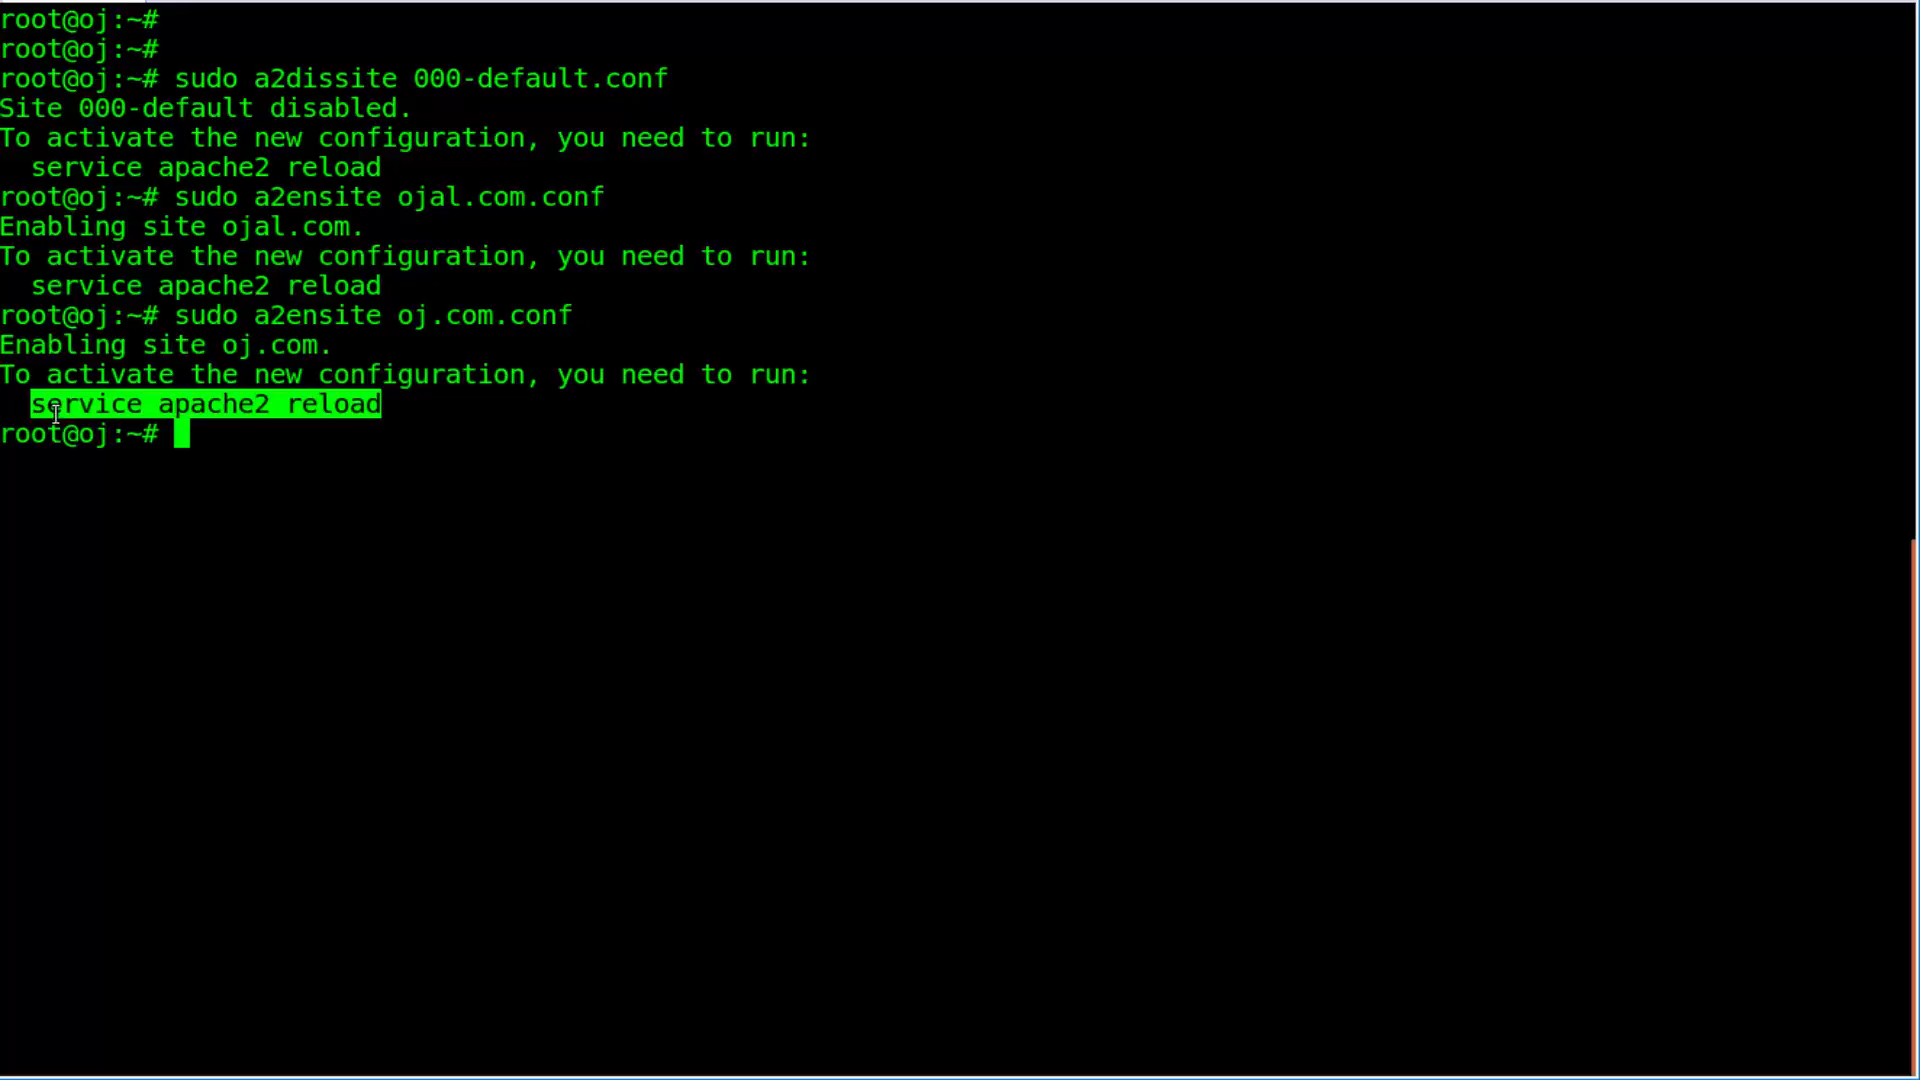 root@oj:~#
root@oj:~#
root@oj:~# sudo a2dissite 000-default.conf
Site 000-default disabled.
To activate the new configuration, you need to run:
  service apache2 reload
root@oj:~# sudo a2ensite ojal.com.conf
Enabling site ojal.com.
To activate the new configuration, you need to run:
  service apache2 reload
root@oj:~# sudo a2ensite oj.com.conf
Enabling site oj.com.
To activate the new configuration, you need to run:
  service apache2 reload
root@oj:~#